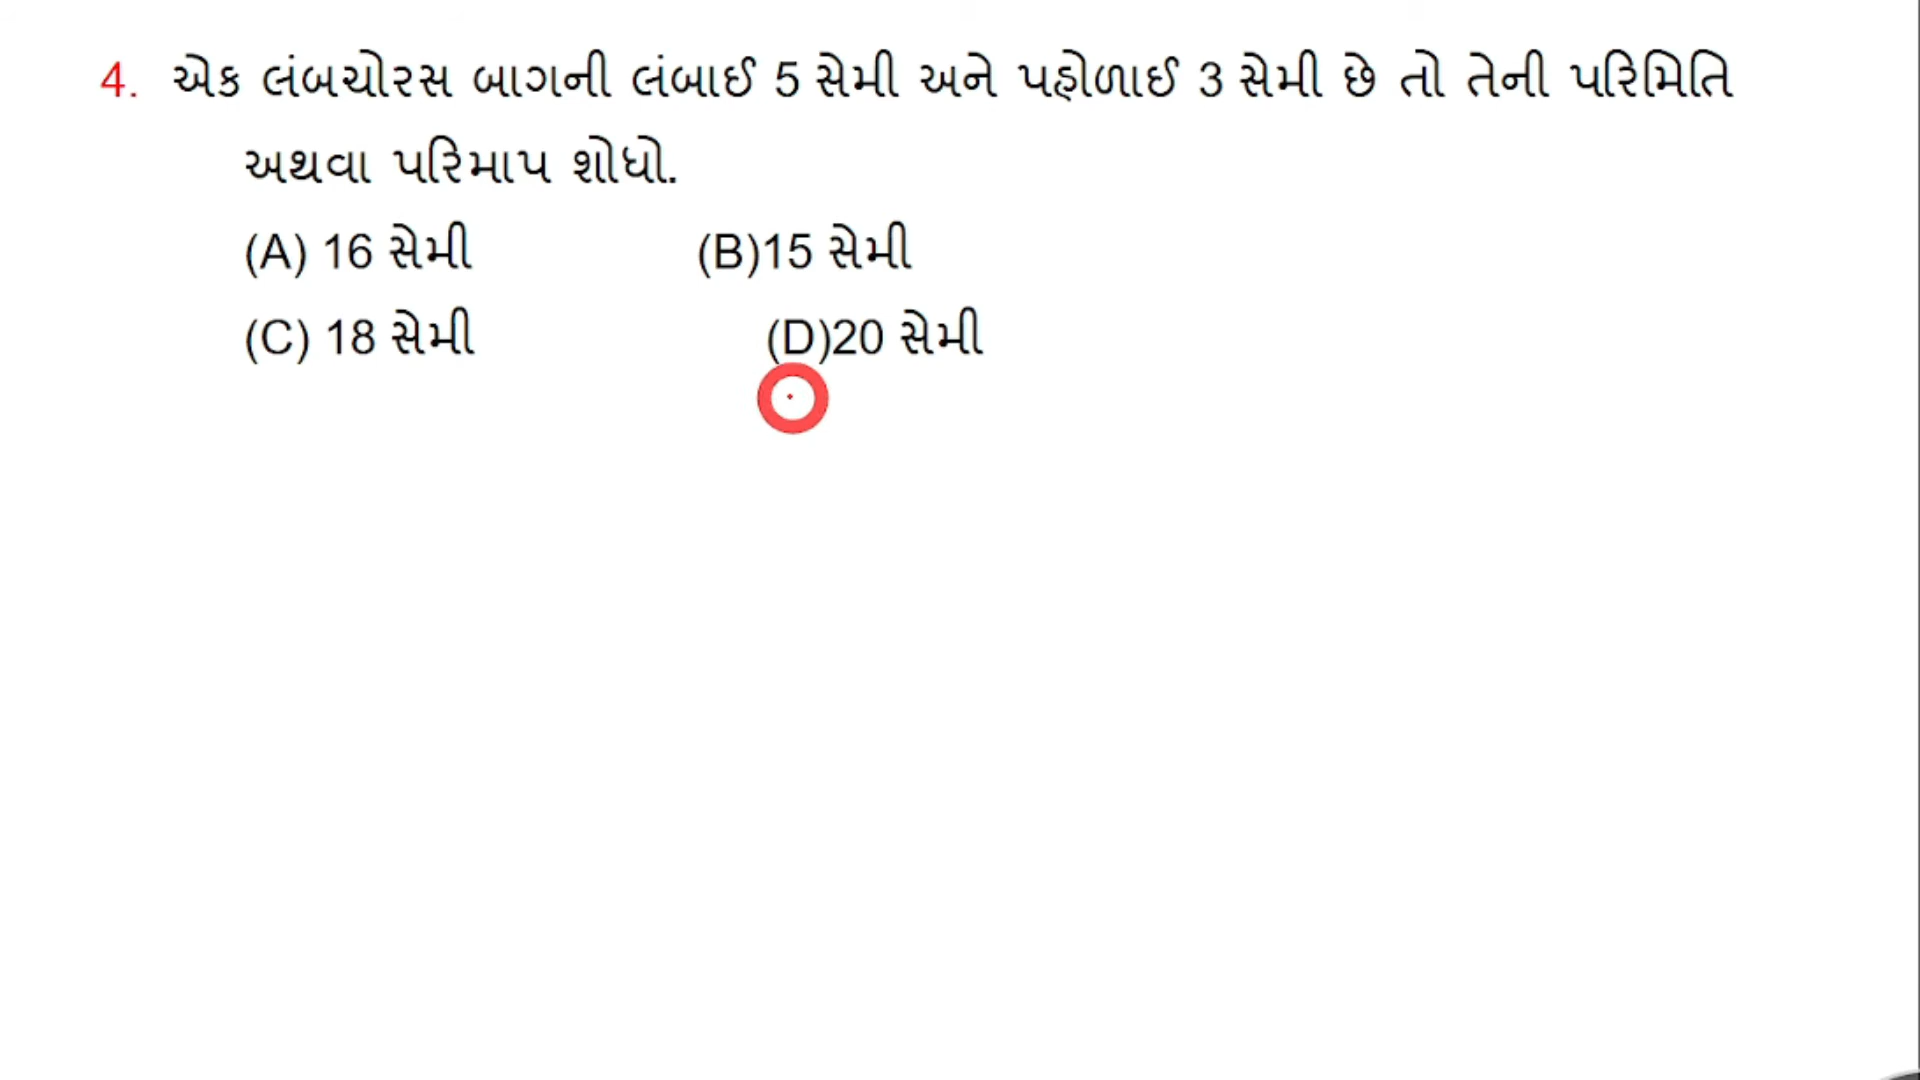 4. એક લંબચોરસ બાગની લંબાઈ 5 સેમી અને પહોળાઈ 3 સેમી છે તો તેની પરિમિતિ
અથવા પરિમાપ શોધો.
(A) 16 સેમી (B)15 સેમી
(C) 18 સેમી (D)20 સેમી